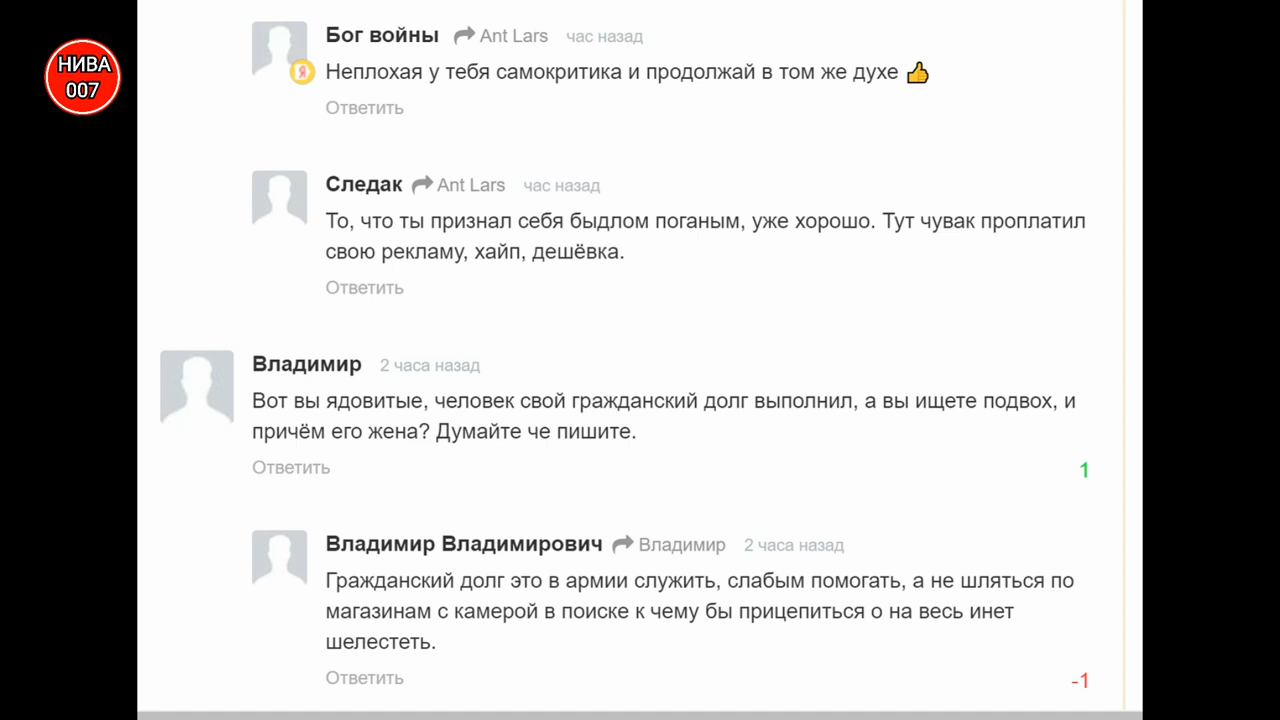 НИВА
007
Бог войны Ant Lars час назад
Неплохая у тебя самокритика и продолжай в том же духе 👍
Я
Ответить
Следак Ant Lars час назад
То, что ты признал себя быдлом поганым, уже хорошо. Тут чувак проплатил
свою рекламу, хайп, дешёвка.
Ответить
Владимир 2 часа назад
Вот вы ядовитые, человек свой гражданский долг выполнил, а вы ищете подвох, и
причём его жена? Думайте че пишите.
Ответить 1
Владимир Владимирович Владимир 2 часа назад
Гражданский долг это в армии служить, слабым помогать, а не шляться по
магазинам с камерой в поиске к чему бы прицепиться о на весь инет
шелестеть.
Ответить -1